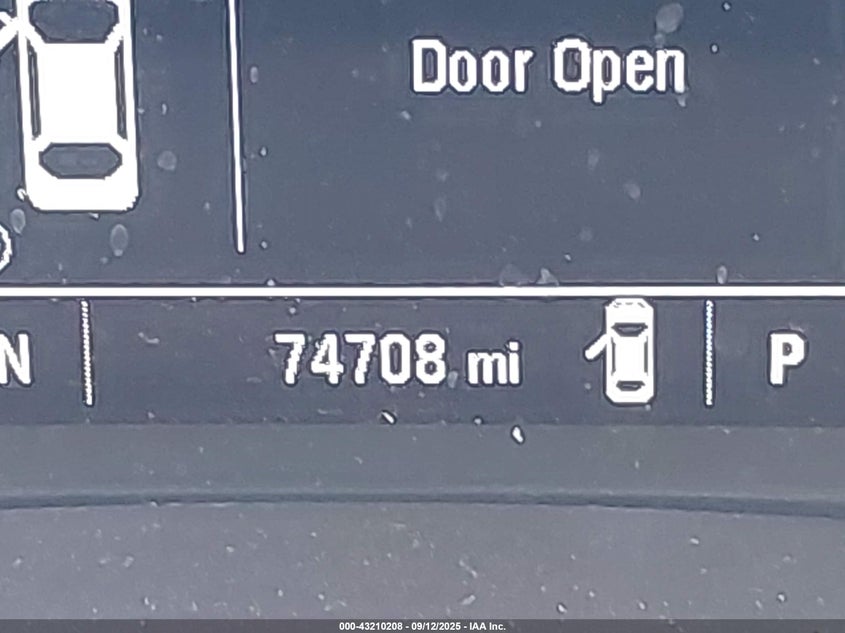 Door Open
N
74708 mi
P
000-43210208 - 09/12/2025 - IAA Inc.